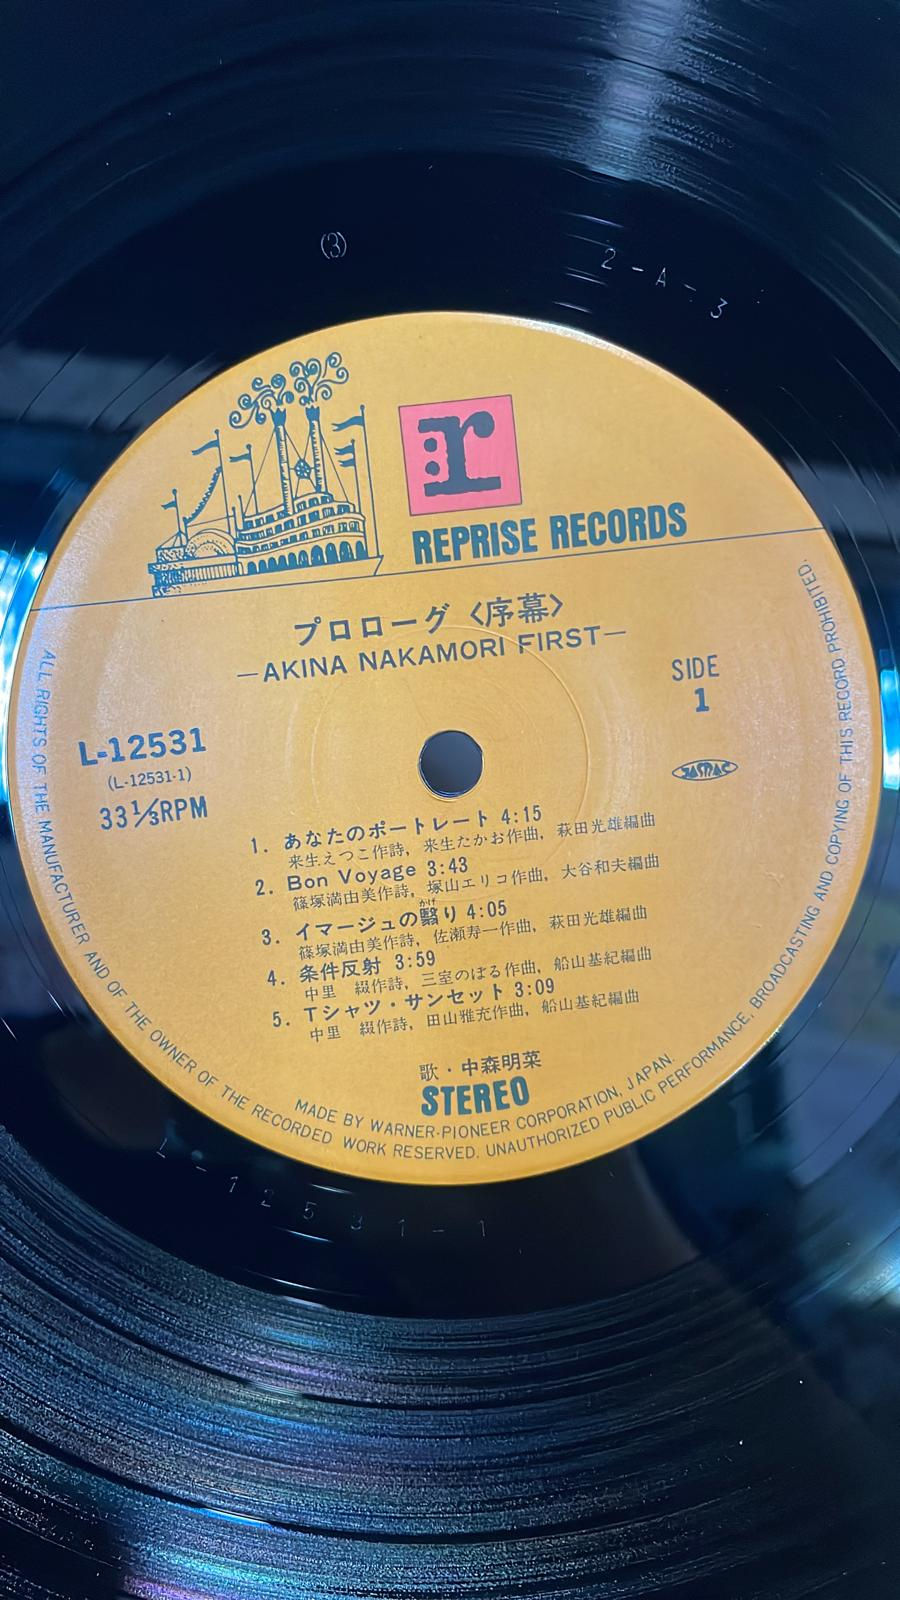 (3)
2-A-3
r
REPRISE RECORDS
プロローグ〈序幕〉
—AKINA NAKAMORI FIRST—
SIDE
1
L-12531
(L-12531-1)
33⅓RPM
JASRAC
1. あなたのポートレート 4:15
来生えつこ作詩, 来生たかお作曲, 萩田光雄編曲
2. Bon Voyage 3:43
篠塚満由美作詩, 塚山エリコ作曲, 大谷和夫編曲
かげ
3. イマージュの翳り 4:05
篠塚満由美作詩, 佐瀬寿一作曲, 萩田光雄編曲
4. 条件反射 3:59
中里 綴作詩, 三室のぼる作曲, 船山基紀編曲
5. Tシャツ・サンセット 3:09
中里 綴作詩, 田山雅充作曲, 船山基紀編曲
歌・中森明菜
STEREO
MADE BY WARNER-PIONEER CORPORATION, JAPAN.
ALL RIGHTS OF THE MANUFACTURER AND OF THE OWNER OF THE RECORDED WORK RESERVED. UNAUTHORIZED PUBLIC PERFORMANCE, BROADCASTING AND COPYING OF THIS RECORD PROHIBITED.
L-12531-1